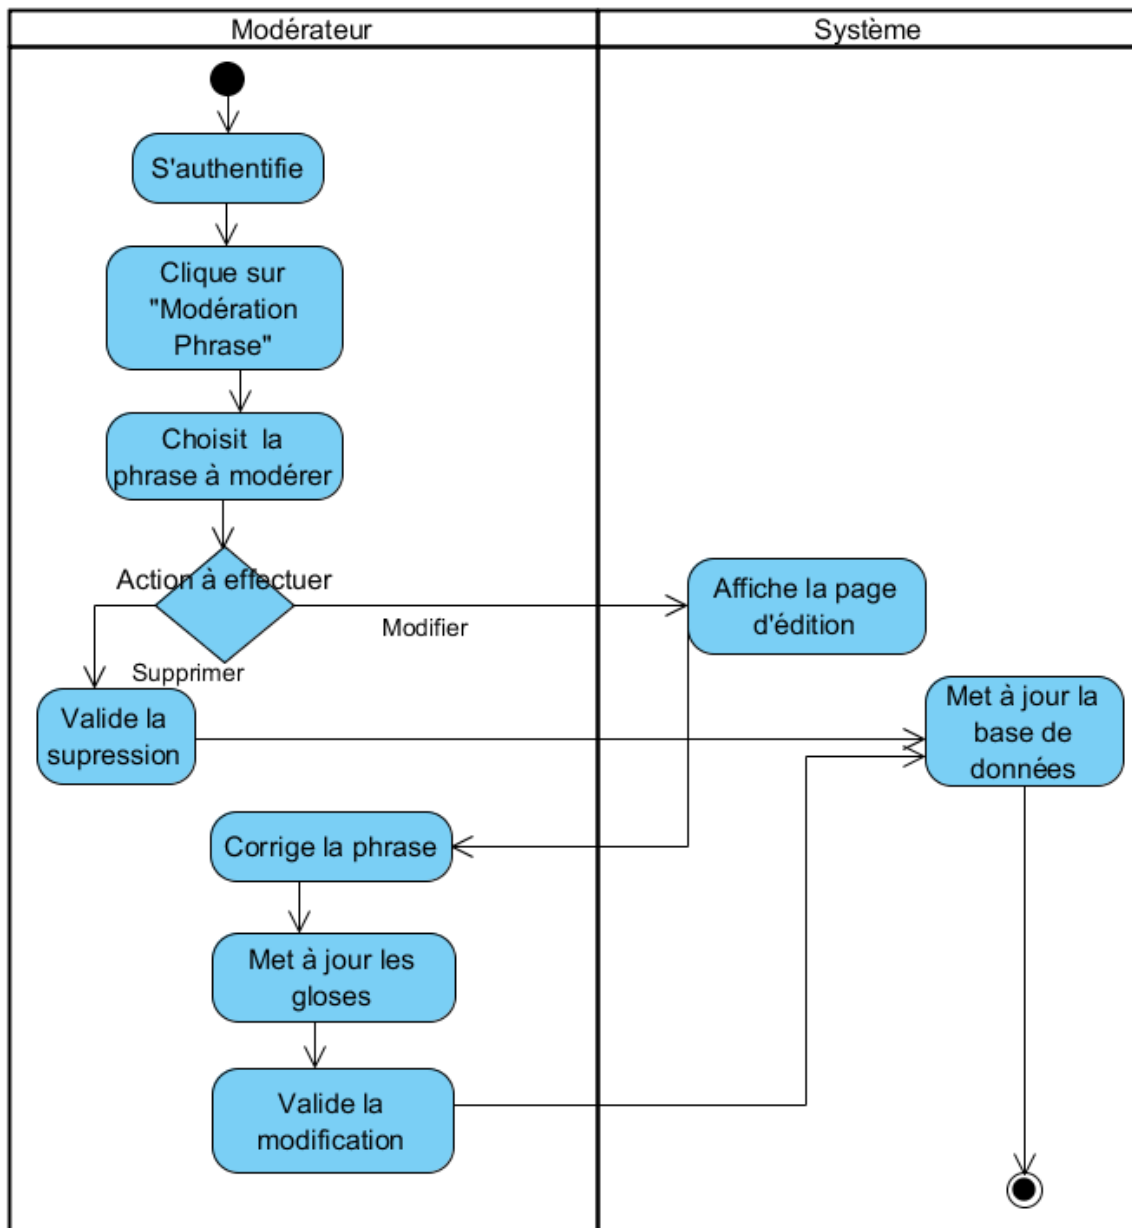 Modérateur
Système
S'authentifie
Clique sur
"Modération
Phrase"
Choisit la
phrase à modérer
Action à effectuer
Modifier
Supprimer
Affiche la page
d'édition
Valide la
supression
Met à jour la
base de
données
Corrige la phrase
Met à jour les
gloses
Valide la
modification